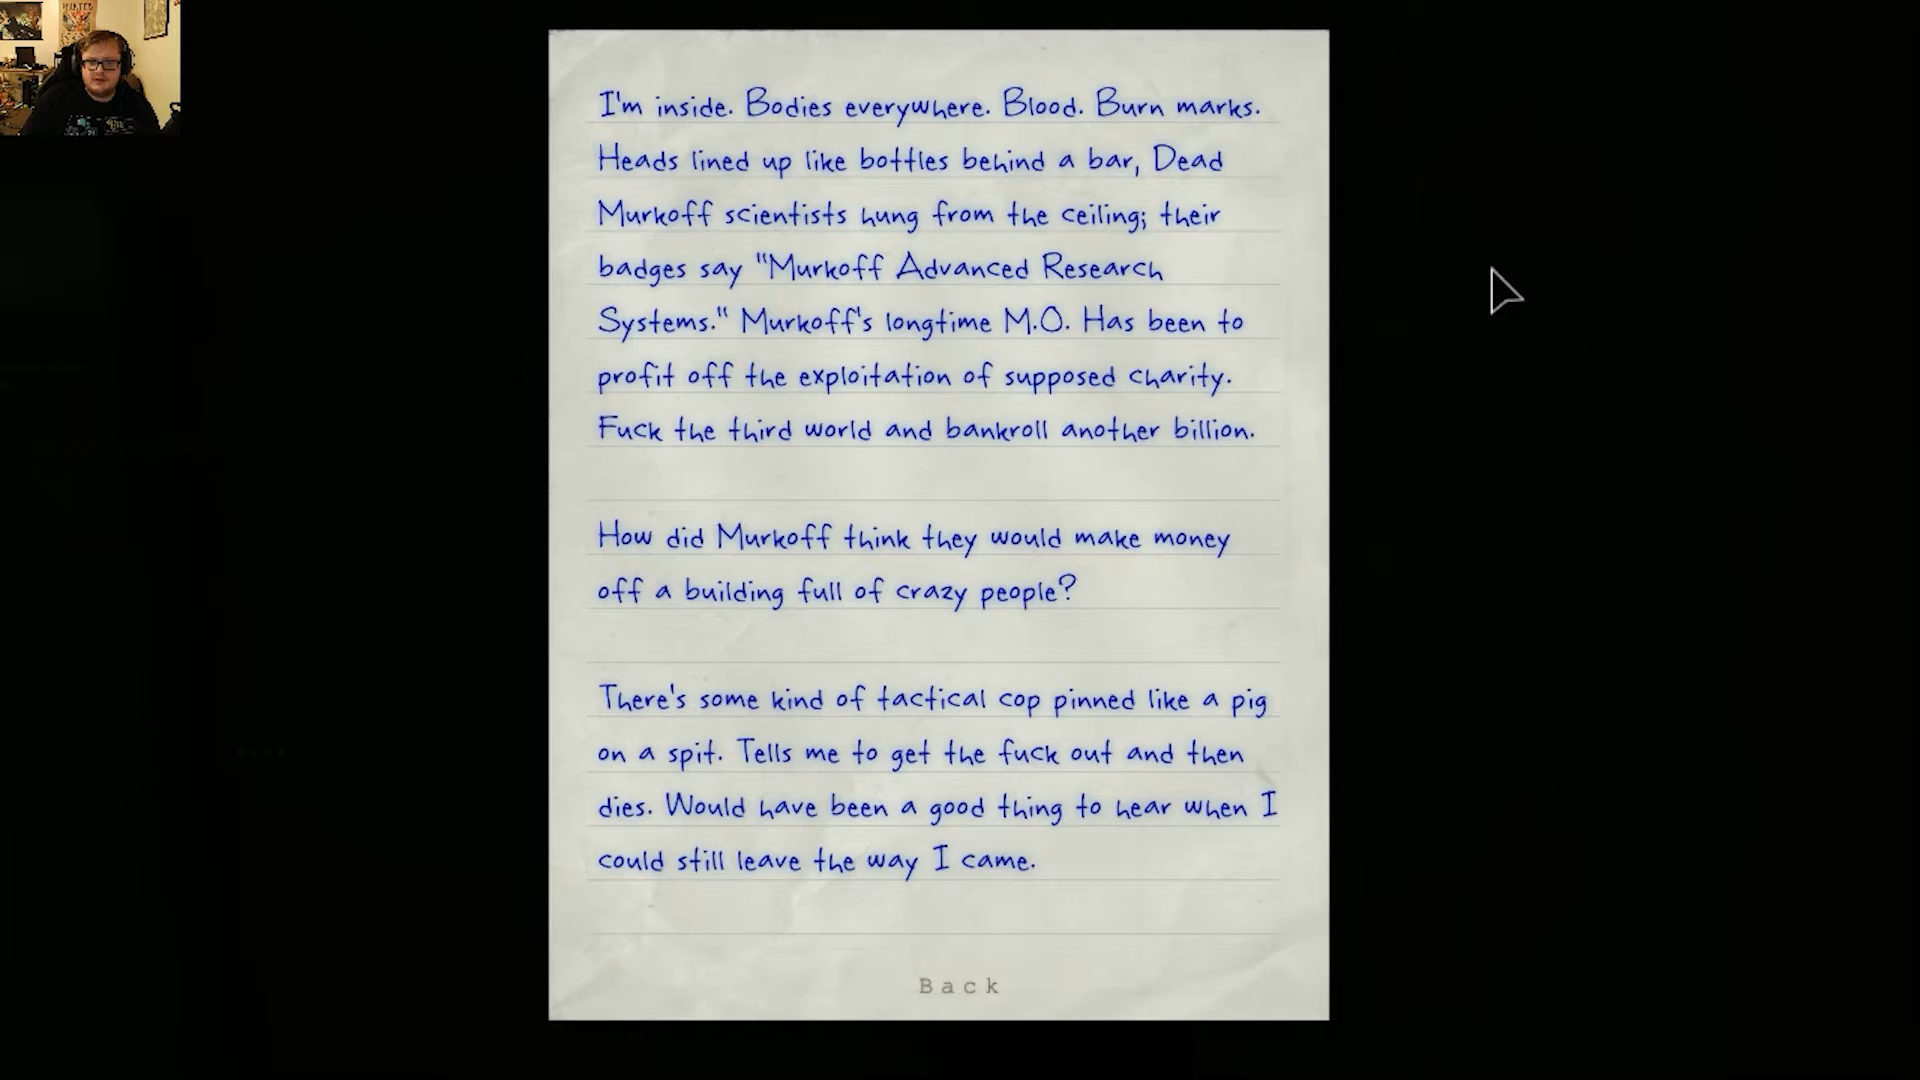 I'm inside. Bodies everywhere. Blood. Burn marks.
Heads lined up like bottles behind a bar, Dead
Murkoff scientists hung from the ceiling; their
badges say "Murkoff Advanced Research
Systems." Murkoff's longtime M.O. Has been to
profit off the exploitation of supposed charity.
Fuck the third world and bankroll another billion.
How did Murkoff think they would make money
off a building full of crazy people?
There's some kind of tactical cop pinned like a pig
on a spit. Tells me to get the fuck out and then
dies. Would have been a good thing to hear when I
could still leave the way I came.
Back